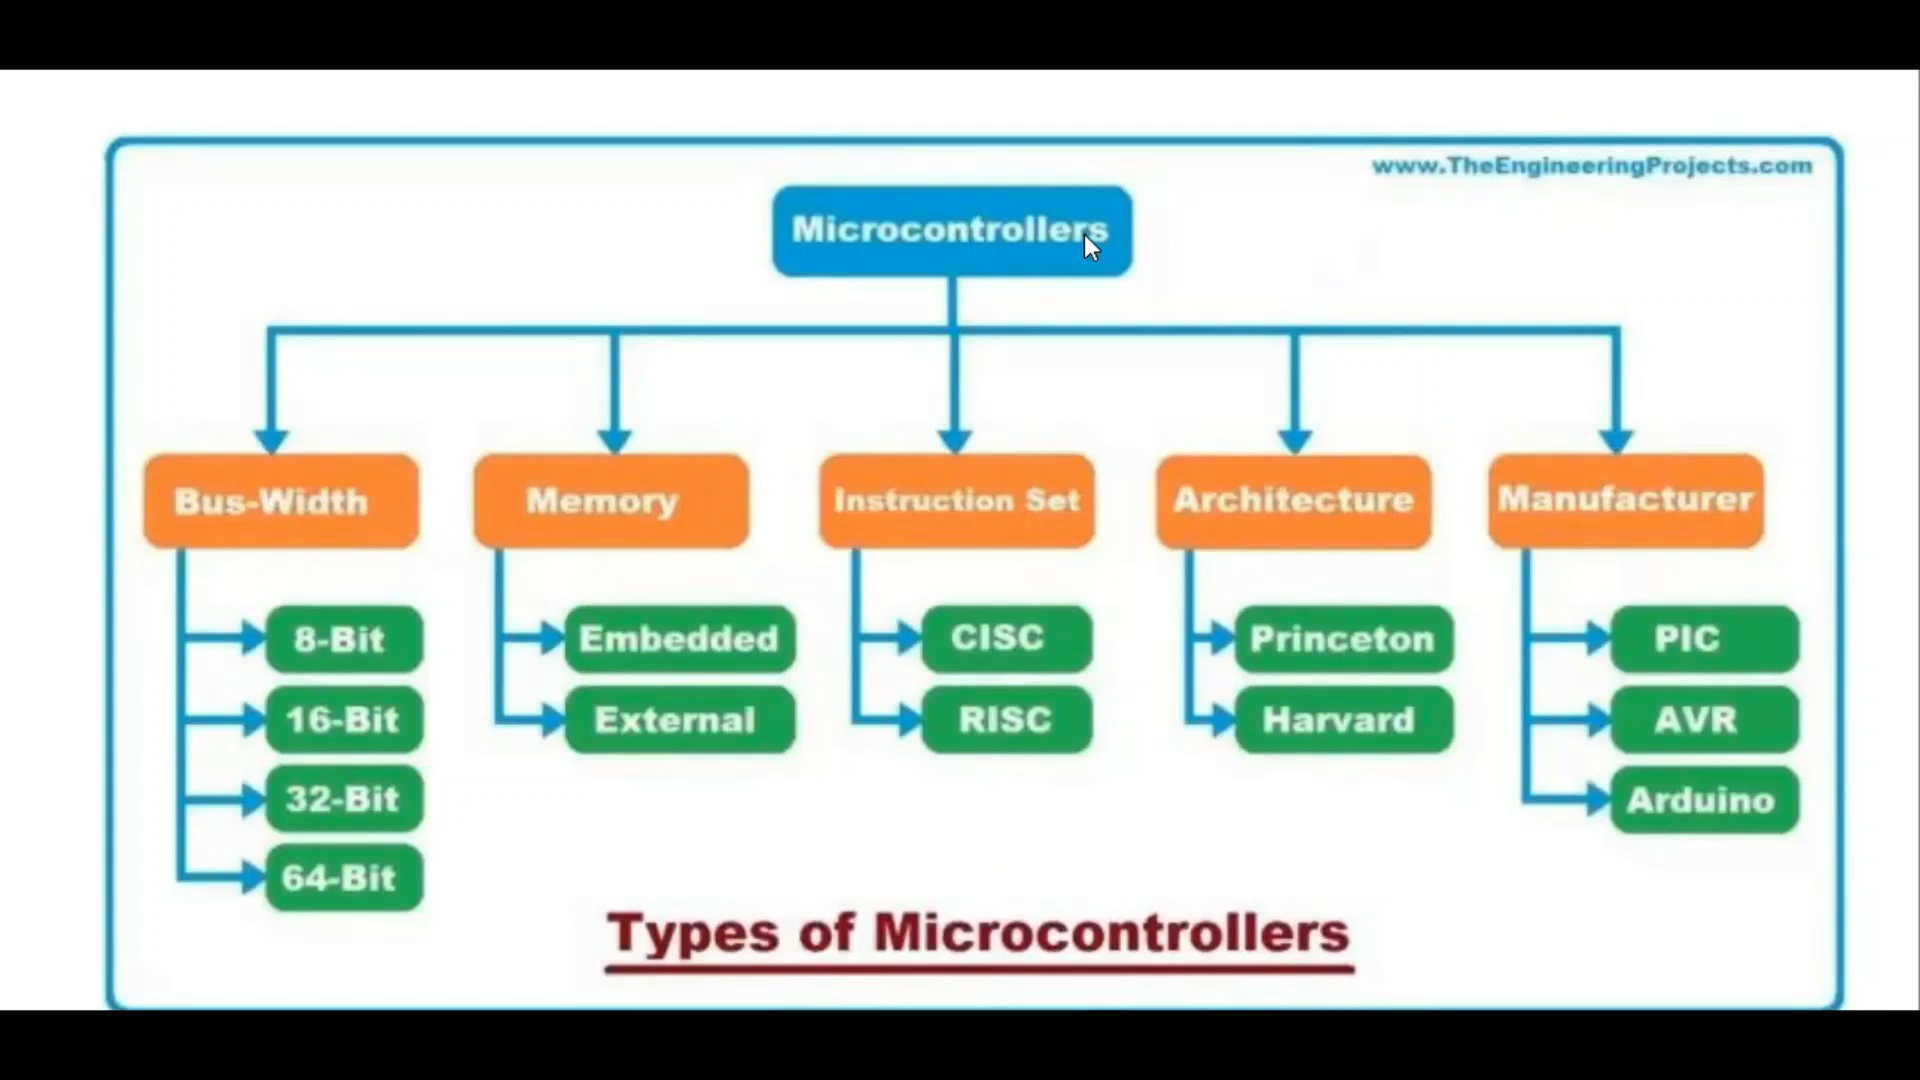 www.TheEngineeringProjects.com
Microcontrollers
Bus-Width
Memory
Instruction Set
Architecture
Manufacturer
8-Bit
Embedded
CISC
Princeton
PIC
16-Bit
External
RISC
Harvard
AVR
32-Bit
Arduino
64-Bit
Types of Microcontrollers